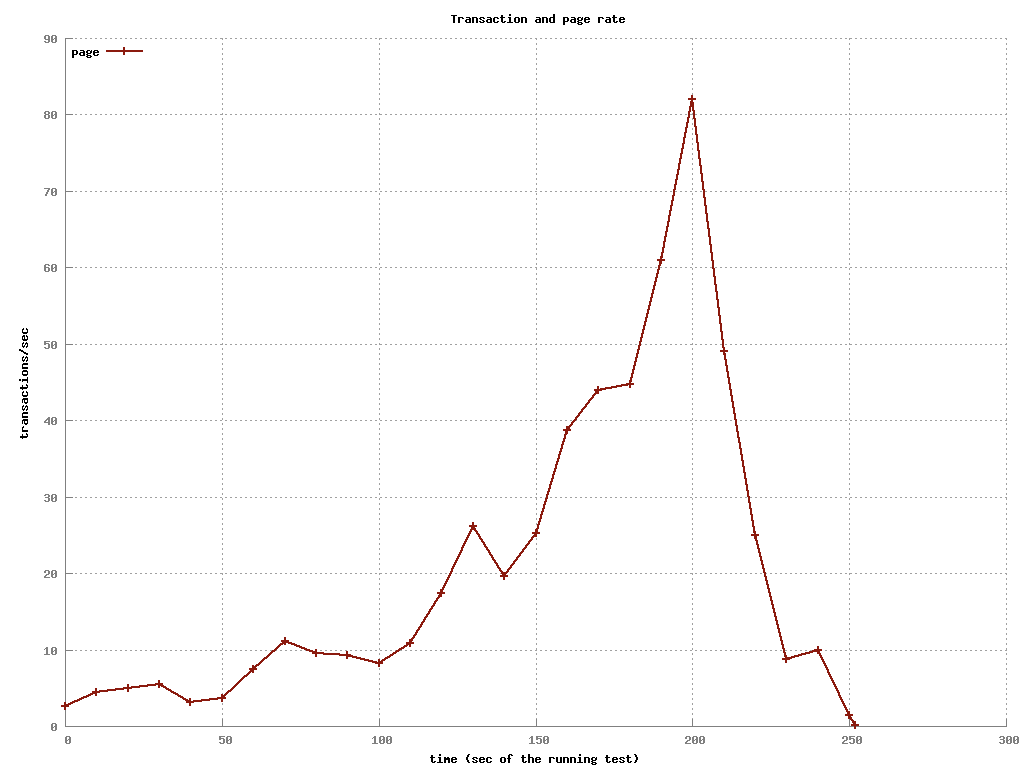 Transaction and page rate
90
page
80
70
60
50
40
30
20
10
0
transactions/sec
0 50 100 150 200 250 300
time (sec of the running test)